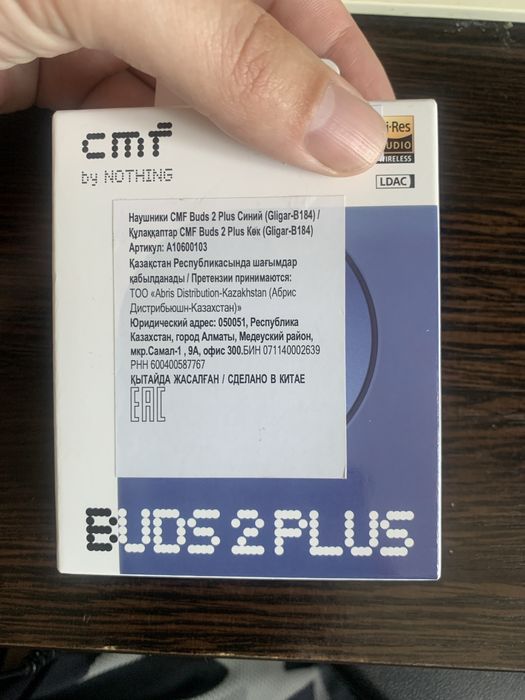 cmf
by NOTHING
i-Res
AUDIO
WIRELESS
LDAC
Наушники CMF Buds 2 Plus Синий (Gligar-B184) /
Құлаққаптар CMF Buds 2 Plus Көк (Gligar-B184)
Артикул: A10600103
Қазақстан Республикасында шағымдар
қабылданады / Претензии принимаются:
ТОО «Abris Distribution-Kazakhstan (Абрис
Дистрибьюшн-Казахстан)»
Юридический адрес: 050051, Республика
Казахстан, город Алматы, Медеуский район,
мкр.Самал-1 , 9А, офис 300.БИН 071140002639
РНН 600400587767
ҚЫТАЙДА ЖАСАЛҒАН / СДЕЛАНО В КИТАЕ
EAC
BUDS 2 PLUS